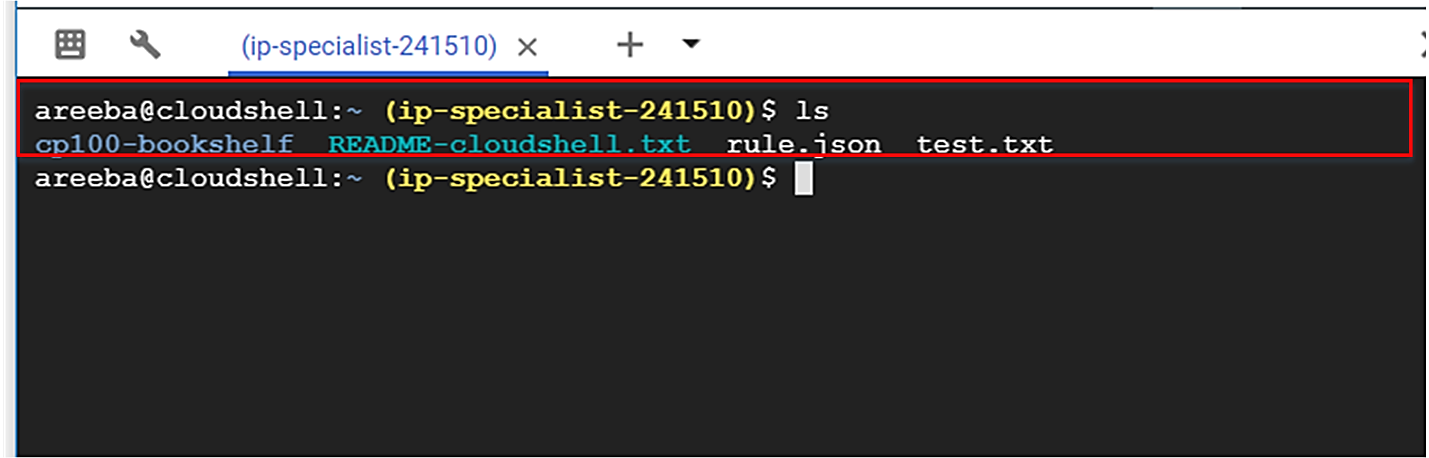 (ip-specialist-241510)
areeba@cloudshell:~ (ip-specialist-241510)$ ls
cp100-bookshelf  README-cloudshell.txt  rule.json  test.txt
areeba@cloudshell:~ (ip-specialist-241510)$